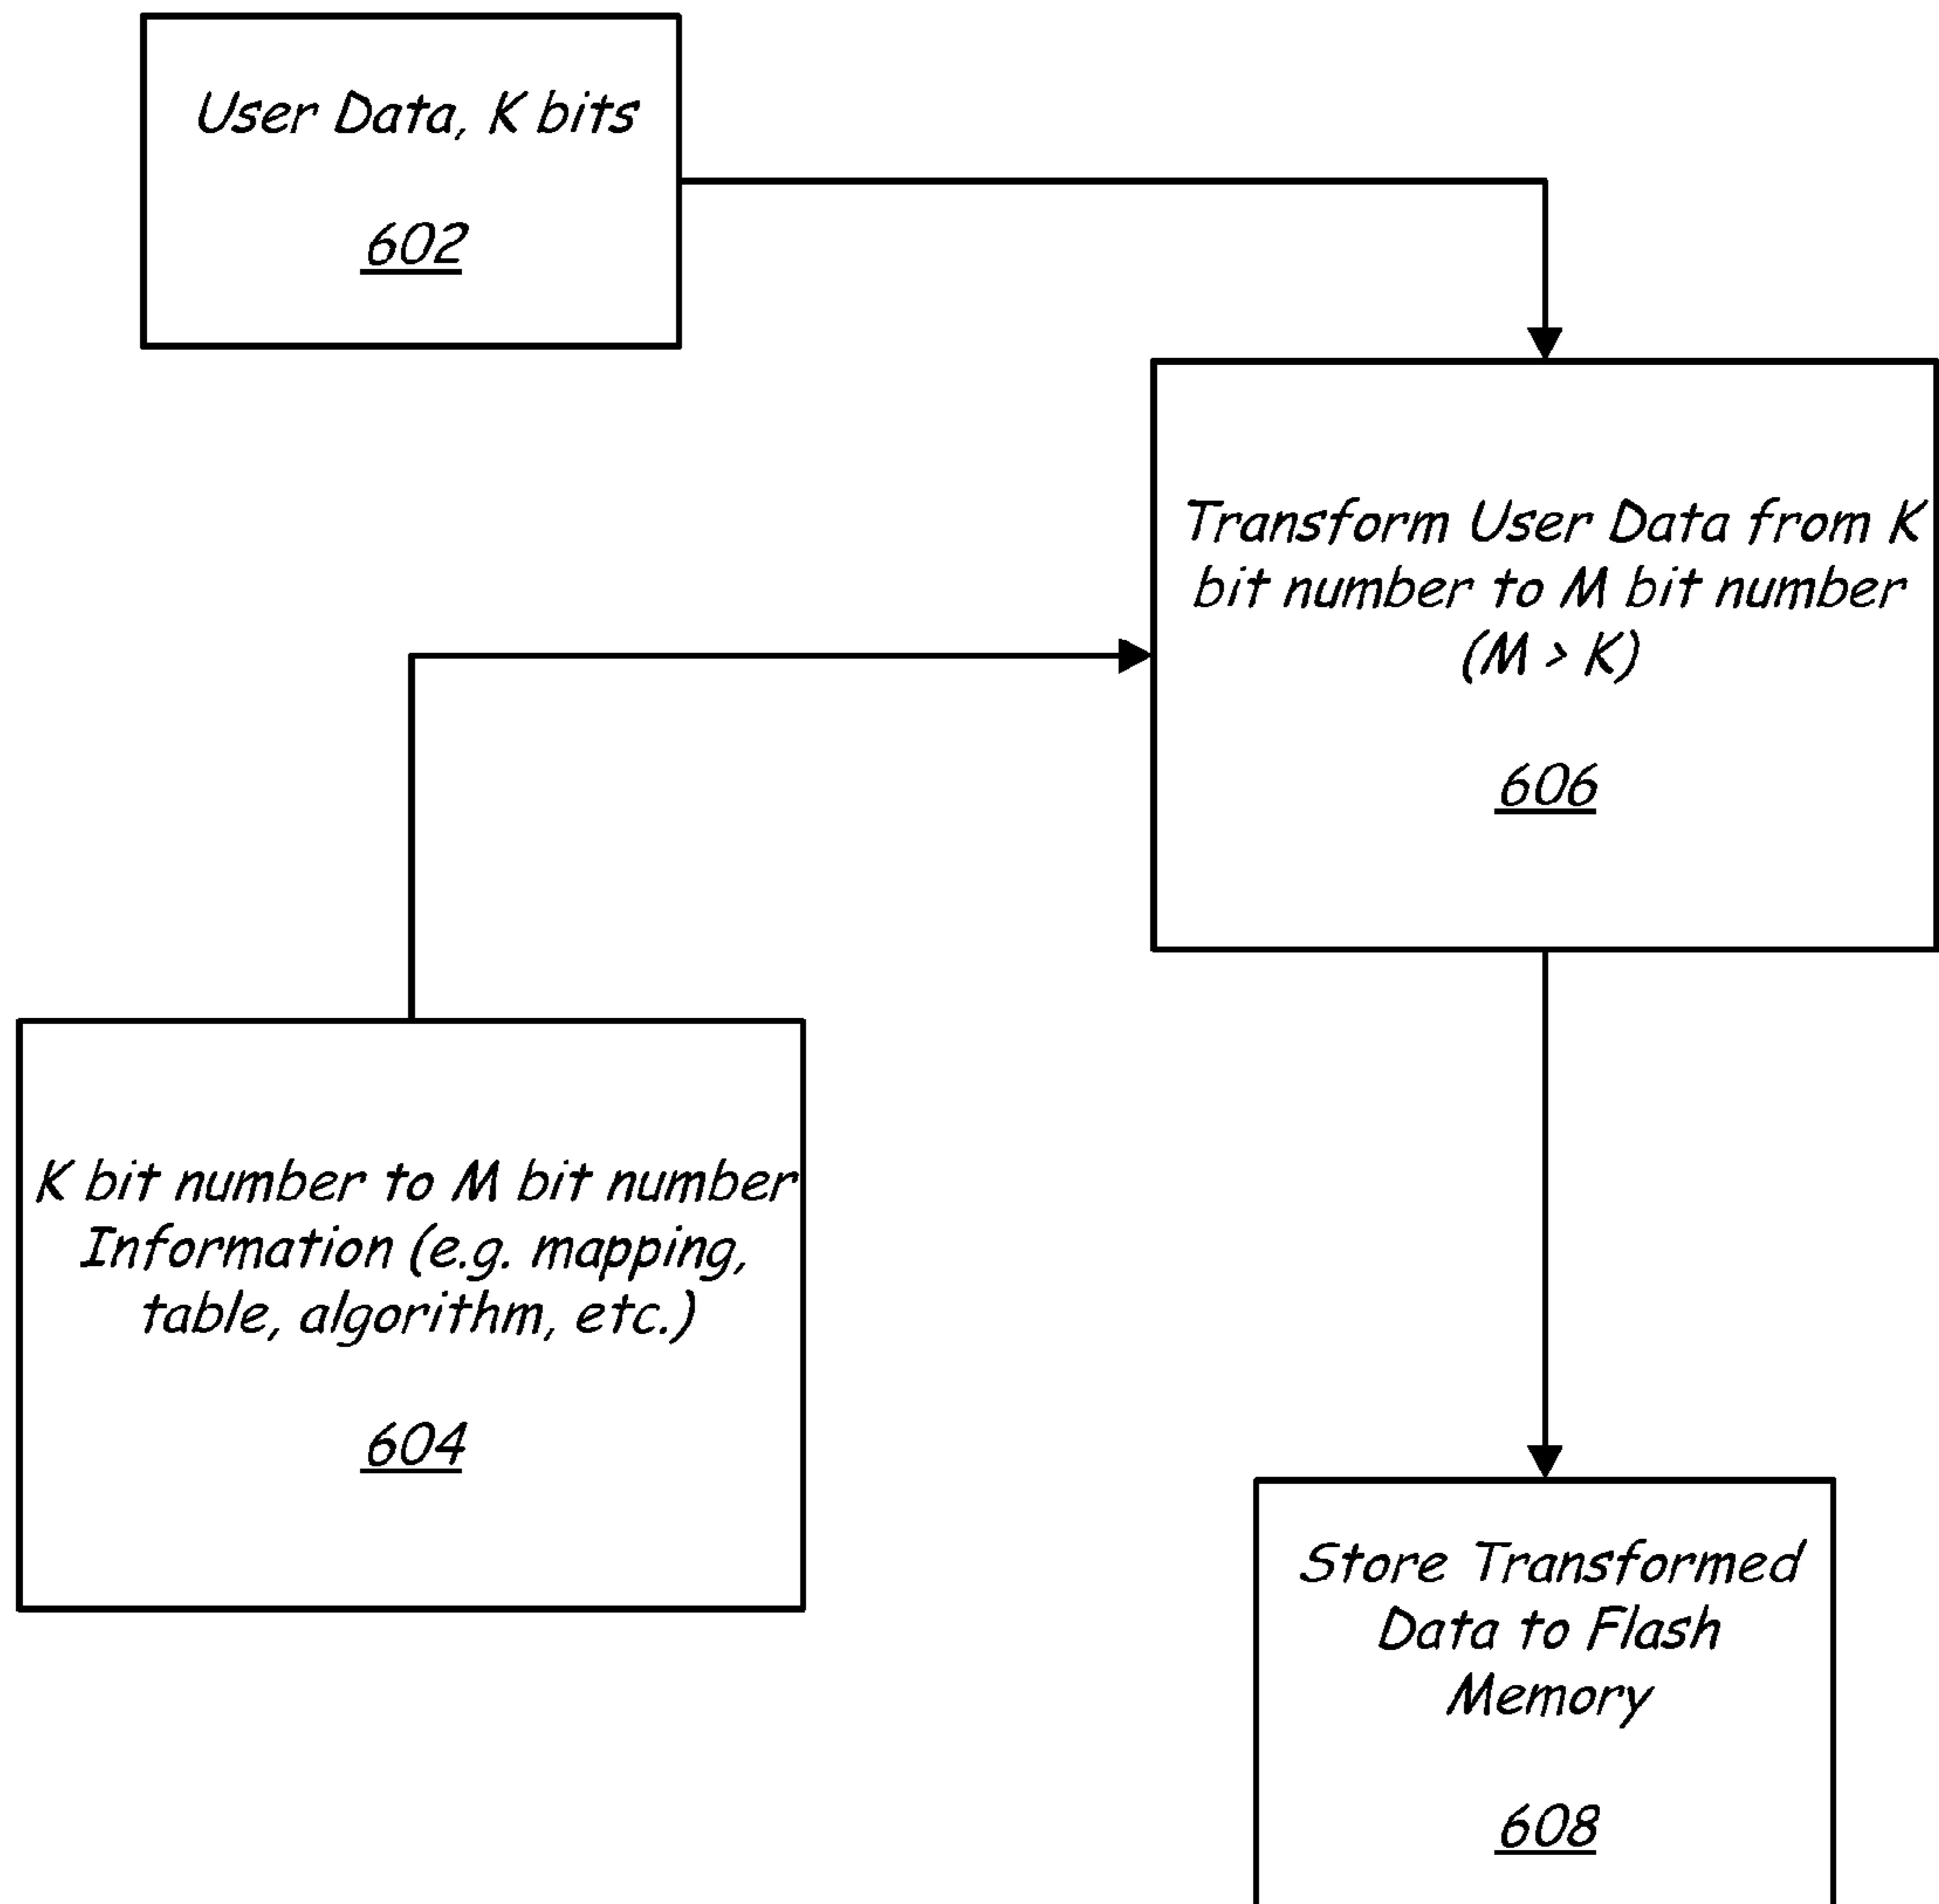 User Data, K bits
602
Transform User Data from K
bit number to M bit number
(M > K)
606
K bit number to M bit number
Information (e.g. mapping,
table, algorithm, etc.)
604
Store Transformed
Data to Flash
Memory
608